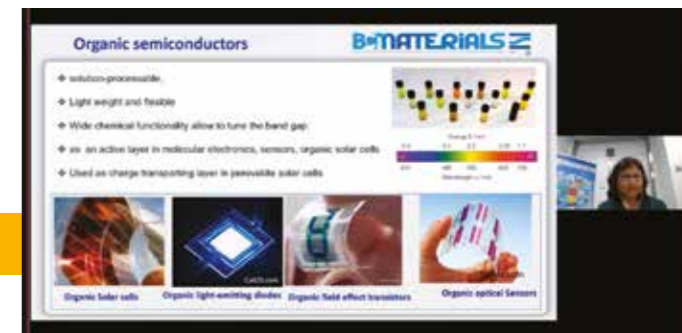 Organic semiconductors
BioMATERIALS
solution-processable,
Light weight and flexible
Wide chemical functionality allow to tune the band gap
as an active layer in molecular electronics, sensors, organic solar cells
Used as charge transporting layer in perovskite solar cells
Organic Solar cells
Organic light-emitting diodes
Organic field effect transistors
Organic optical Sensors